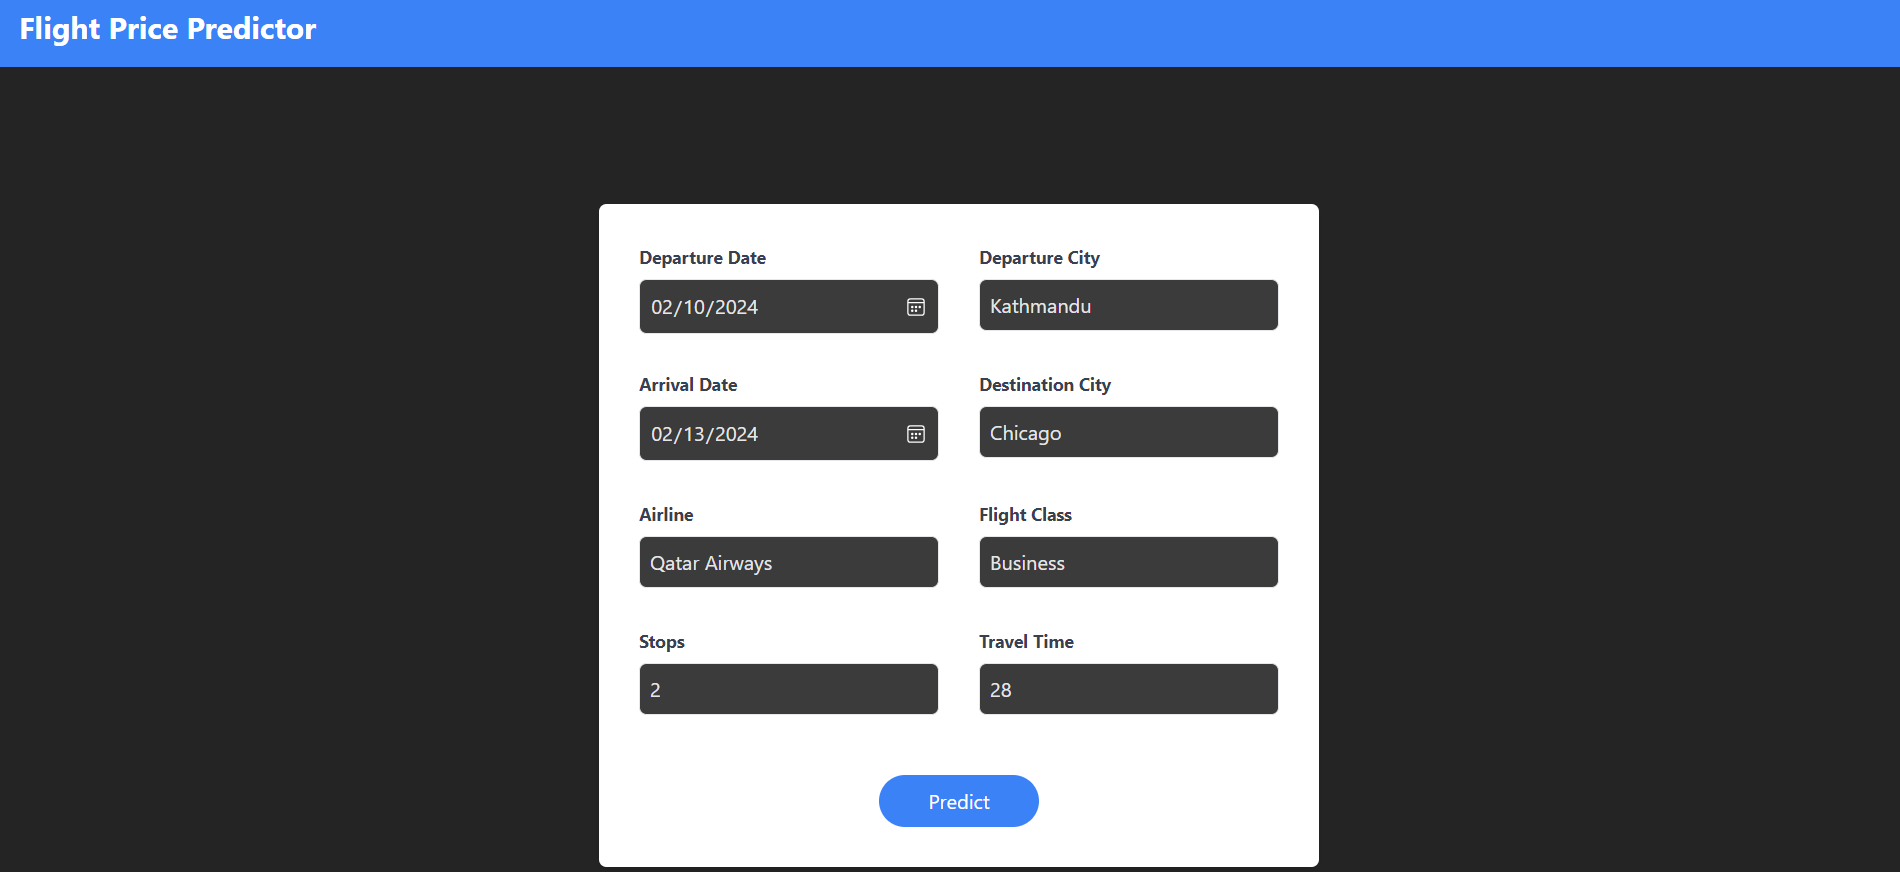 Flight Price Predictor
Departure Date
Departure City
02/10/2024
Kathmandu
Arrival Date
Destination City
02/13/2024
Chicago
Airline
Flight Class
Qatar Airways
Business
Stops
Travel Time
2
28
Predict